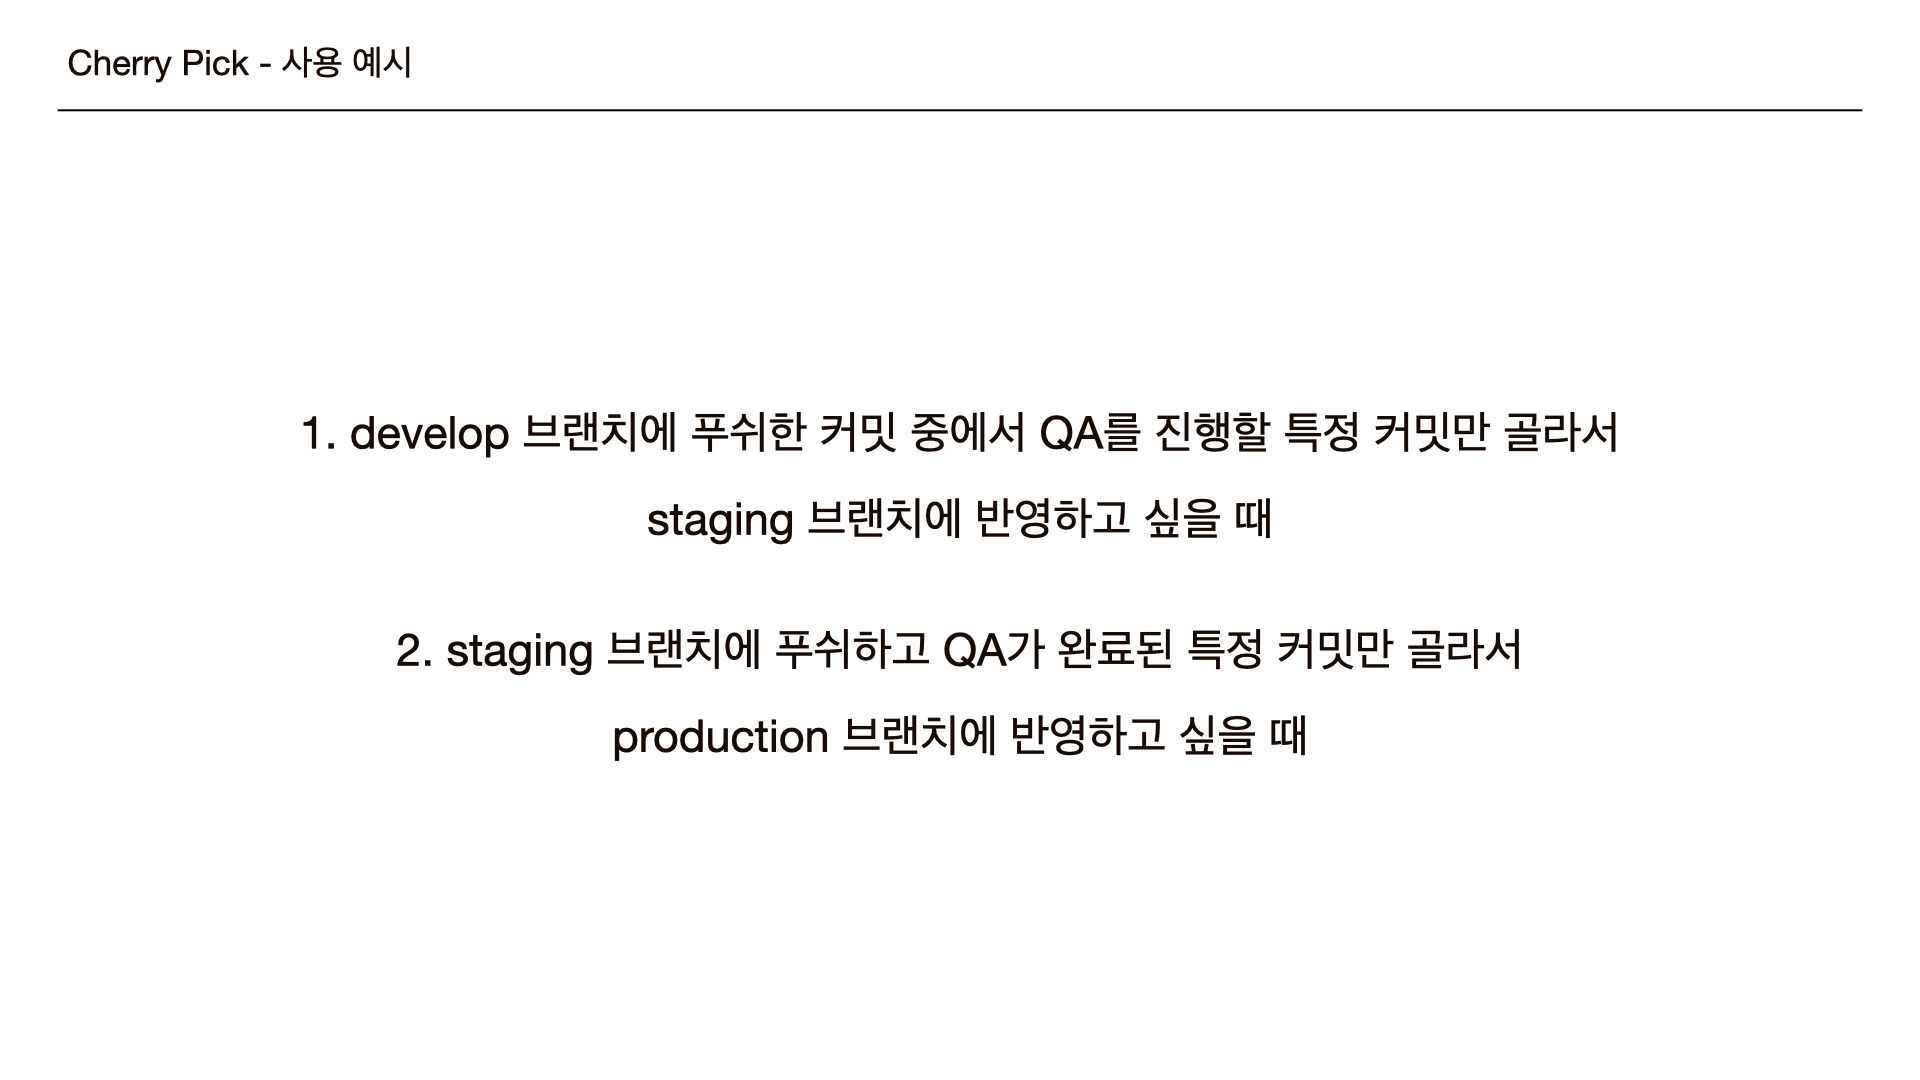 Cherry Pick - 사용 예시
1. develop 브랜치에 푸쉬한 커밋 중에서 QA를 진행할 특정 커밋만 골라서
staging 브랜치에 반영하고 싶을 때
2. staging 브랜치에 푸쉬하고 QA가 완료된 특정 커밋만 골라서
production 브랜치에 반영하고 싶을 때